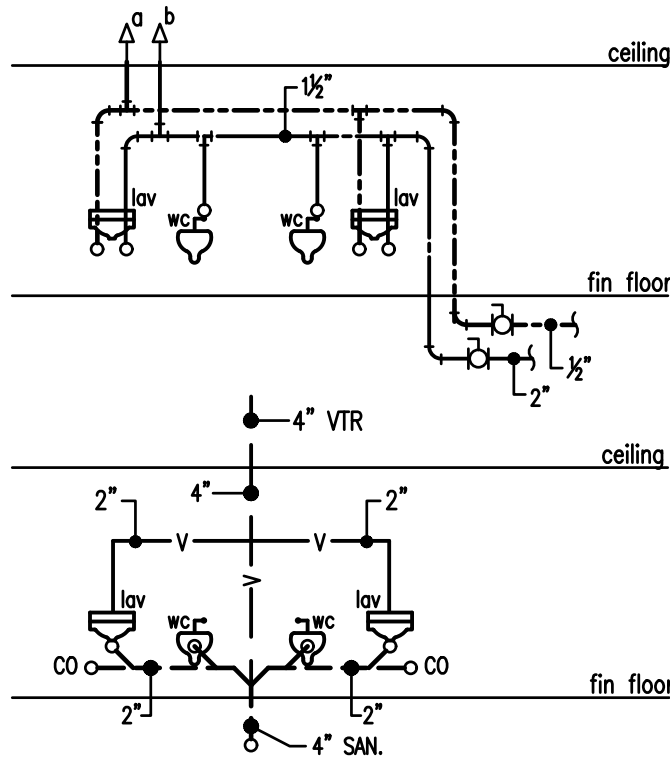 a b
ceiling
1½"
lav lav
wc wc
fin floor
½"
2"
4" VTR
ceiling
4"
2" 2"
V V
V
lav lav
wc wc
CO CO
fin floor
2" 2"
4" SAN.